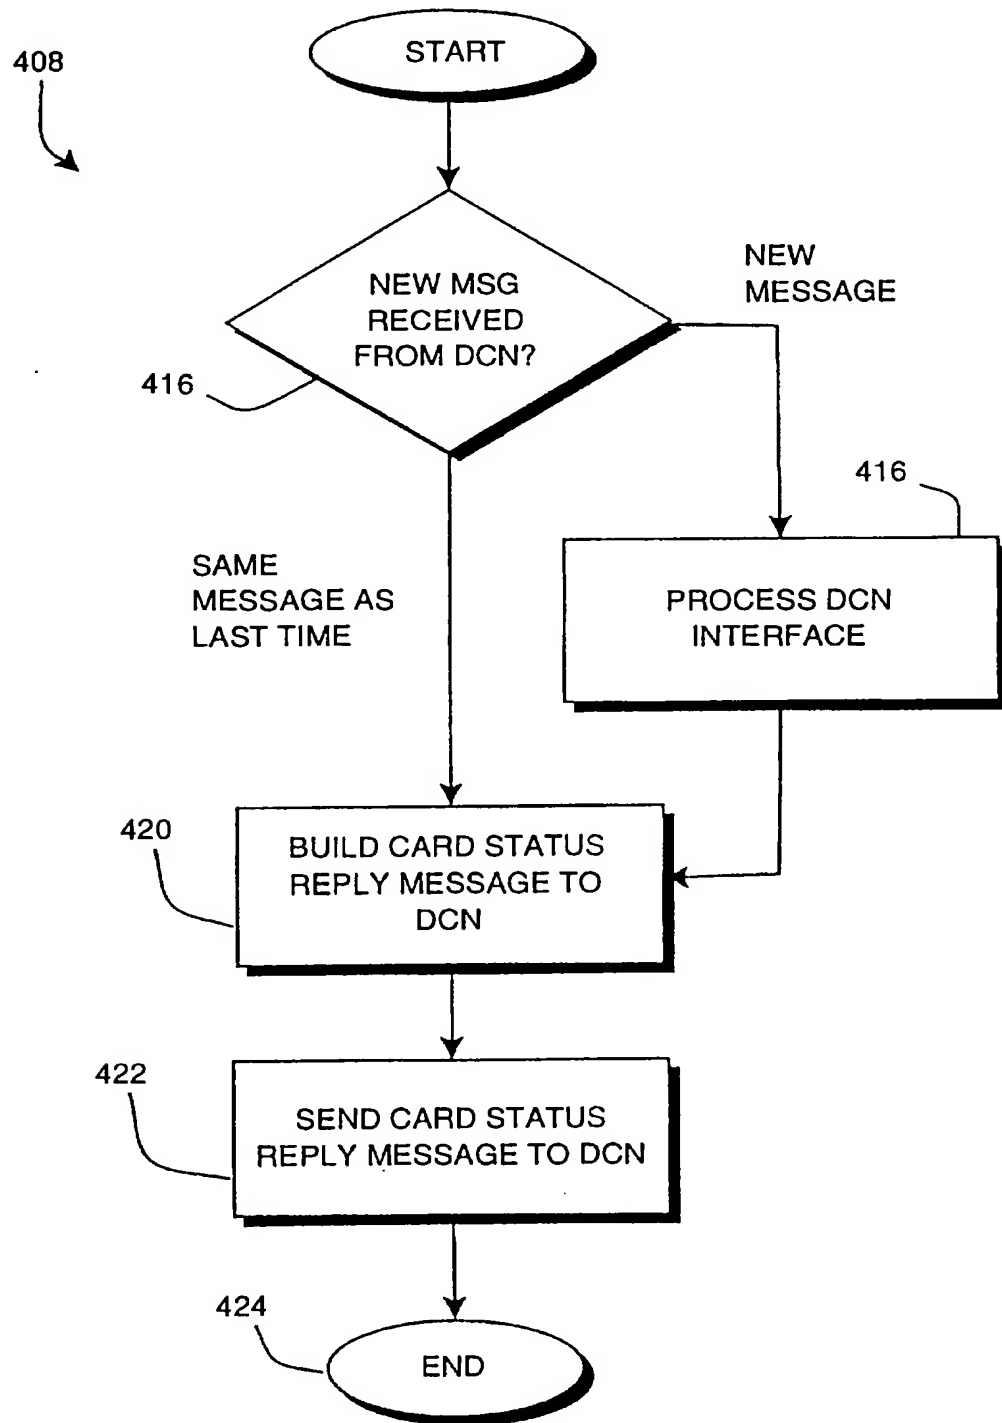 START
408
NEW MSG
RECEIVED
FROM DCN?
NEW
MESSAGE
416
416
SAME
MESSAGE AS
LAST TIME
PROCESS DCN
INTERFACE
420
BUILD CARD STATUS
REPLY MESSAGE TO
DCN
422
SEND CARD STATUS
REPLY MESSAGE TO DCN
424
END